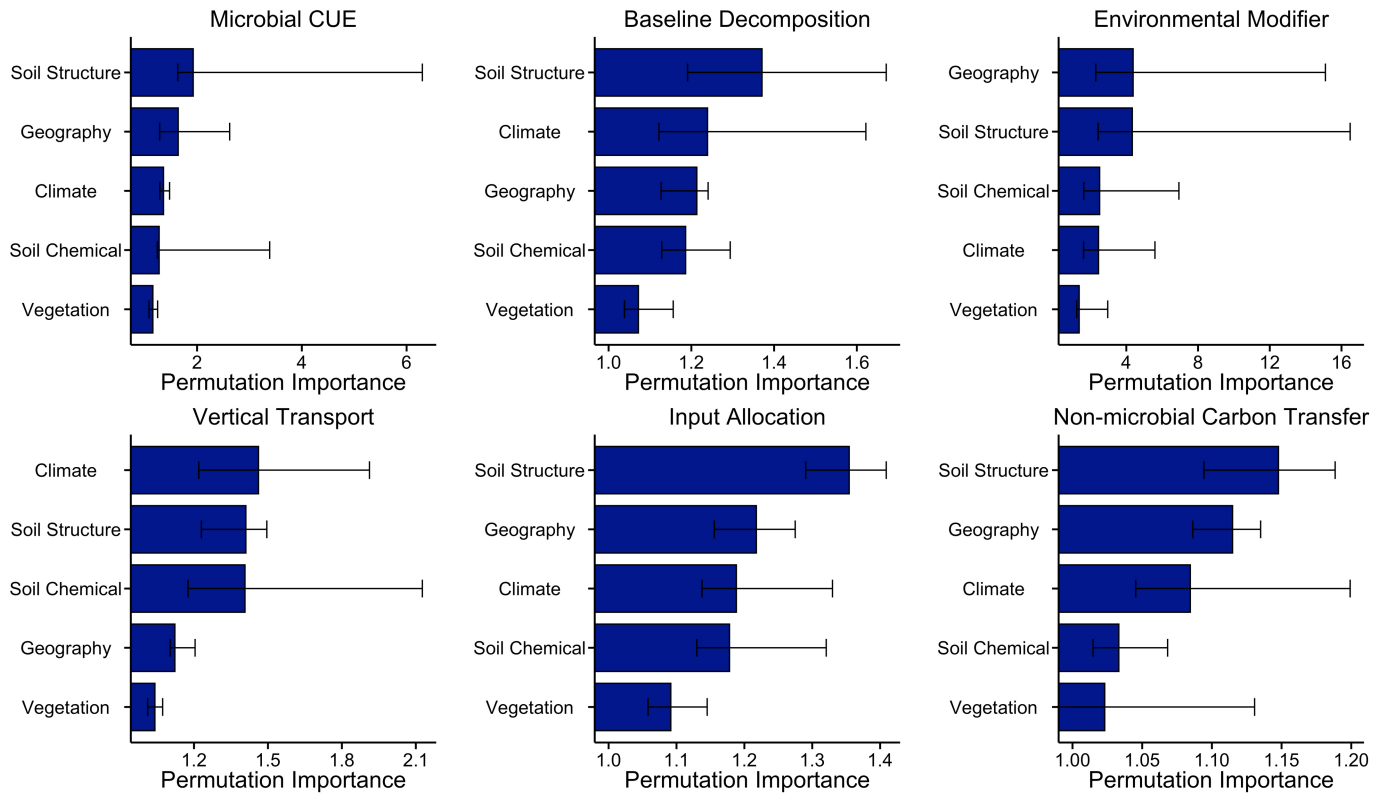 Microbial CUE
Soil Structure
Geography
Climate
Soil Chemical
Vegetation
2 4 6
Permutation Importance
Baseline Decomposition
Soil Structure
Climate
Geography
Soil Chemical
Vegetation
1.0 1.2 1.4 1.6
Permutation Importance
Environmental Modifier
Geography
Soil Structure
Soil Chemical
Climate
Vegetation
4 8 12 16
Permutation Importance
Vertical Transport
Climate
Soil Structure
Soil Chemical
Geography
Vegetation
1.2 1.5 1.8 2.1
Permutation Importance
Input Allocation
Soil Structure
Geography
Climate
Soil Chemical
Vegetation
1.0 1.1 1.2 1.3 1.4
Permutation Importance
Non-microbial Carbon Transfer
Soil Structure
Geography
Climate
Soil Chemical
Vegetation
1.00 1.05 1.10 1.15 1.20
Permutation Importance